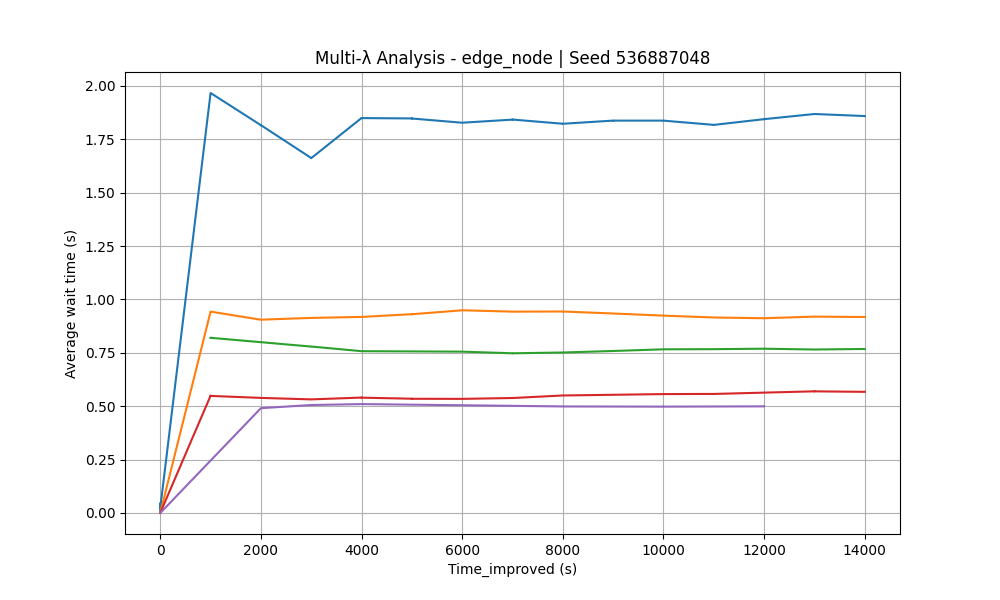 Multi-λ Analysis - edge_node | Seed 536887048
Average wait time (s)
2.00
1.75
1.50
1.25
1.00
0.75
0.50
0.25
0.00
0 2000 4000 6000 8000 10000 12000 14000
Time_improved (s)